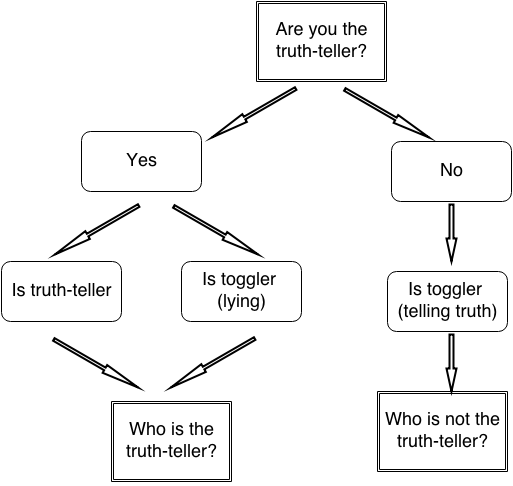 Are you the
truth-teller?
Yes
No
Is truth-teller
Is toggler
(lying)
Is toggler
(telling truth)
Who is the
truth-teller?
Who is not the
truth-teller?